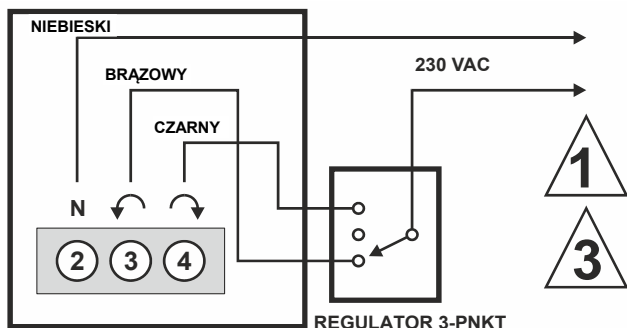 NIEBIESKI
230 VAC
BRĄZOWY
CZARNY
1
N
2 3 4
3
REGULATOR 3-PNKT